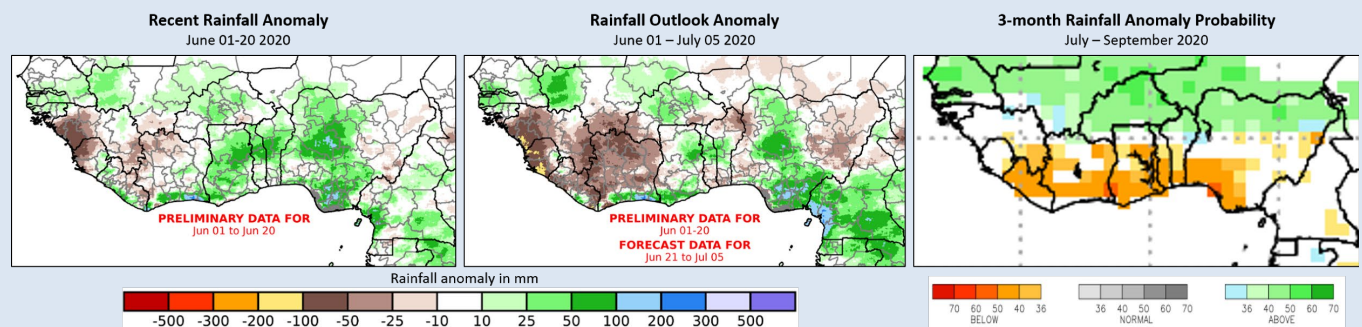 Recent Rainfall Anomaly
June 01-20 2020
PRELIMINARY DATA FOR
Jun 01 to Jun 20
Rainfall Outlook Anomaly
June 01 – July 05 2020
PRELIMINARY DATA FOR
Jun 01-20
FORECAST DATA FOR
Jun 21 to Jul 05
3-month Rainfall Anomaly Probability
July – September 2020
Rainfall anomaly in mm
-500 -300 -200 -100 -50 -25 -10 10 25 50 100 200 300 500
70 60 50 40 36
BELOW
36 40 50 60 70
NORMAL
36 40 50 60 70
ABOVE